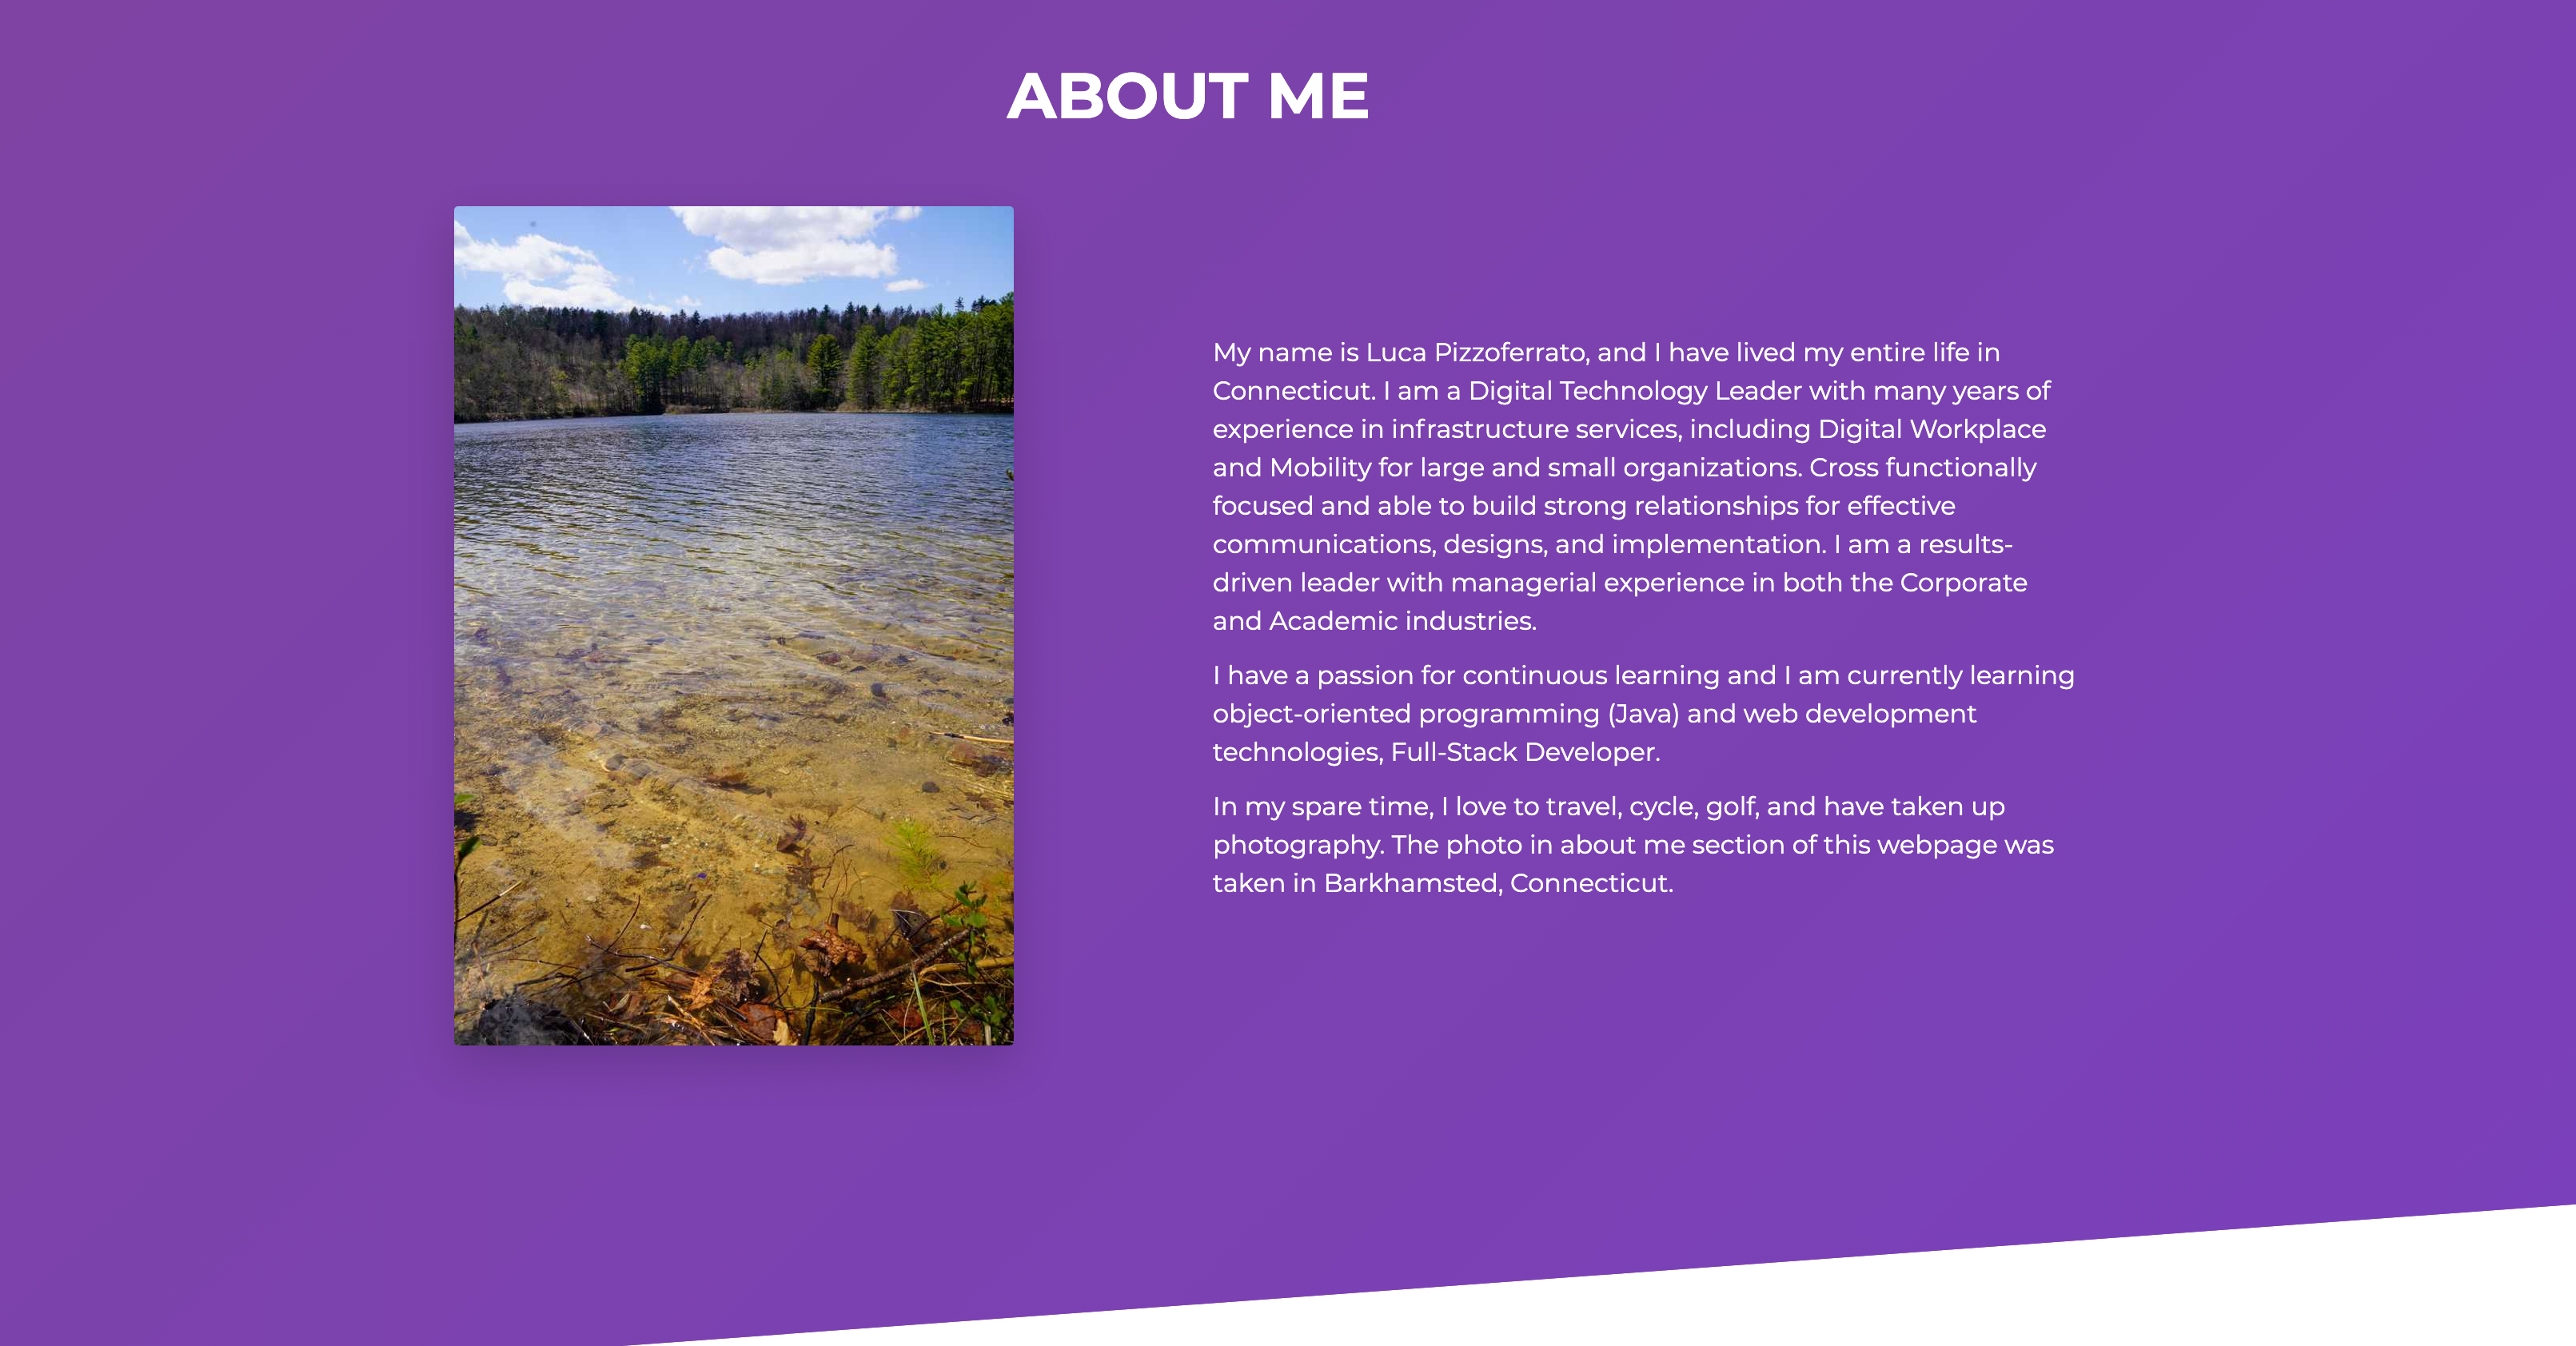 ABOUT ME
My name is Luca Pizzoferrato, and I have lived my entire life in
Connecticut. I am a Digital Technology Leader with many years of
experience in infrastructure services, including Digital Workplace
and Mobility for large and small organizations. Cross functionally
focused and able to build strong relationships for effective
communications, designs, and implementation. I am a results-
driven leader with managerial experience in both the Corporate
and Academic industries.
I have a passion for continuous learning and I am currently learning
object-oriented programming (Java) and web development
technologies, Full-Stack Developer.
In my spare time, I love to travel, cycle, golf, and have taken up
photography. The photo in about me section of this webpage was
taken in Barkhamsted, Connecticut.